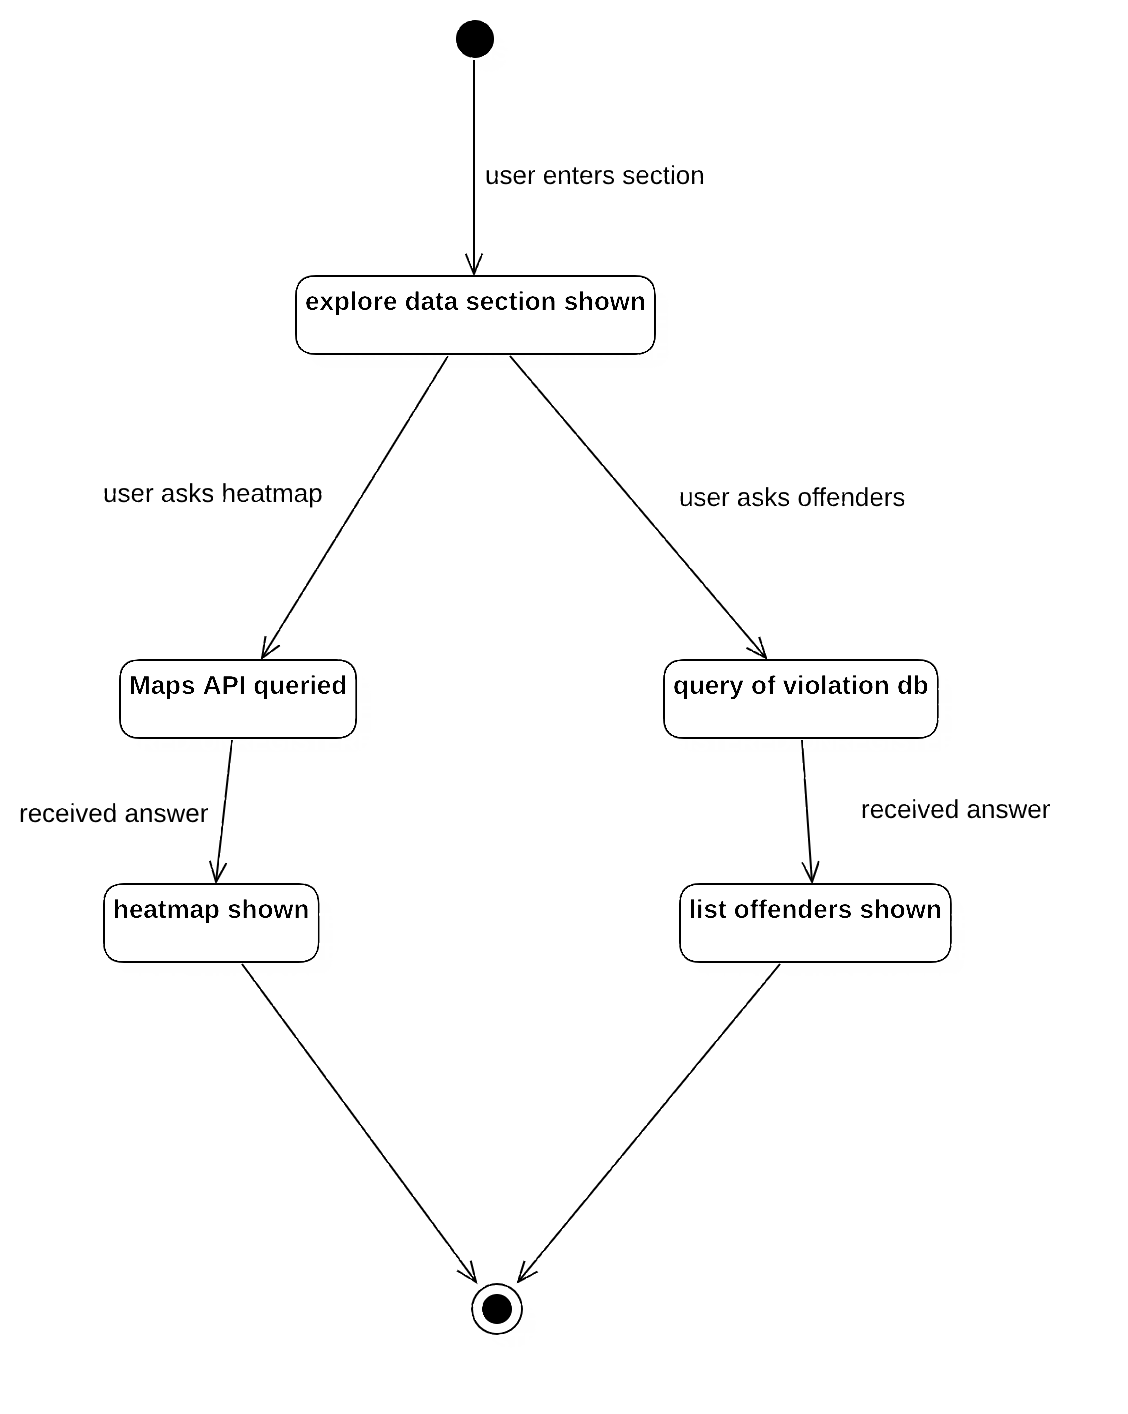 user enters section
explore data section shown
user asks heatmap
user asks offenders
Maps API queried
query of violation db
received answer
received answer
heatmap shown
list offenders shown